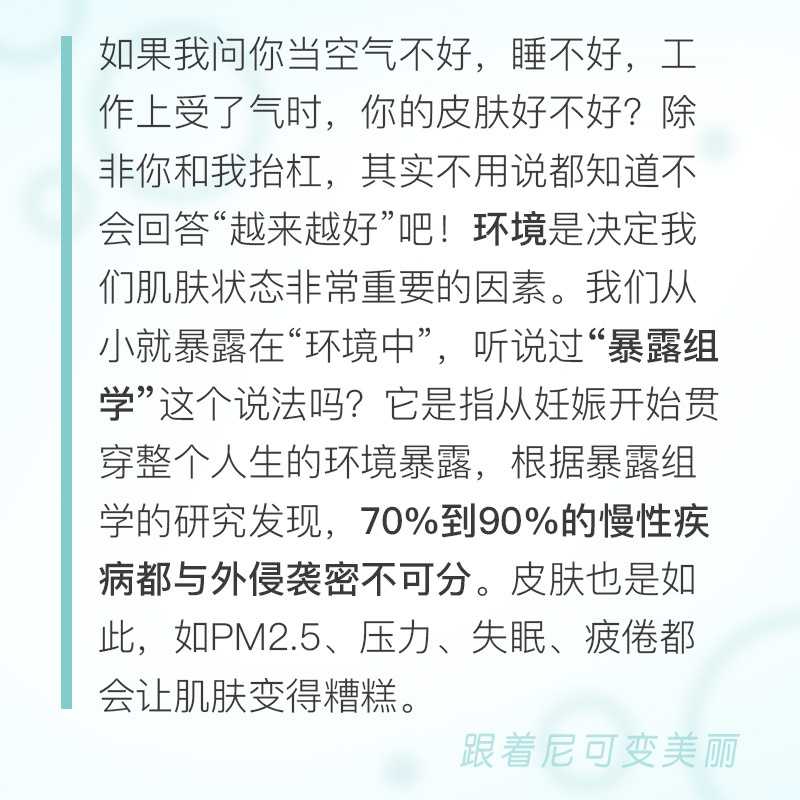 如果我问你当空气不好，睡不好，工
作上受了气时，你的皮肤好不好？除
非你和我抬杠，其实不用说都知道不
会回答“越来越好”吧！环境是决定我
们肌肤状态非常重要的因素。我们从
小就暴露在“环境中”，听说过“暴露组
学”这个说法吗？它是指从妊娠开始贯
穿整个人生的环境暴露，根据暴露组
学的研究发现，70%到90%的慢性疾
病都与外侵袭密不可分。皮肤也是如
此，如PM2.5、压力、失眠、疲倦都
会让肌肤变得糟糕。
跟着尼可变美丽